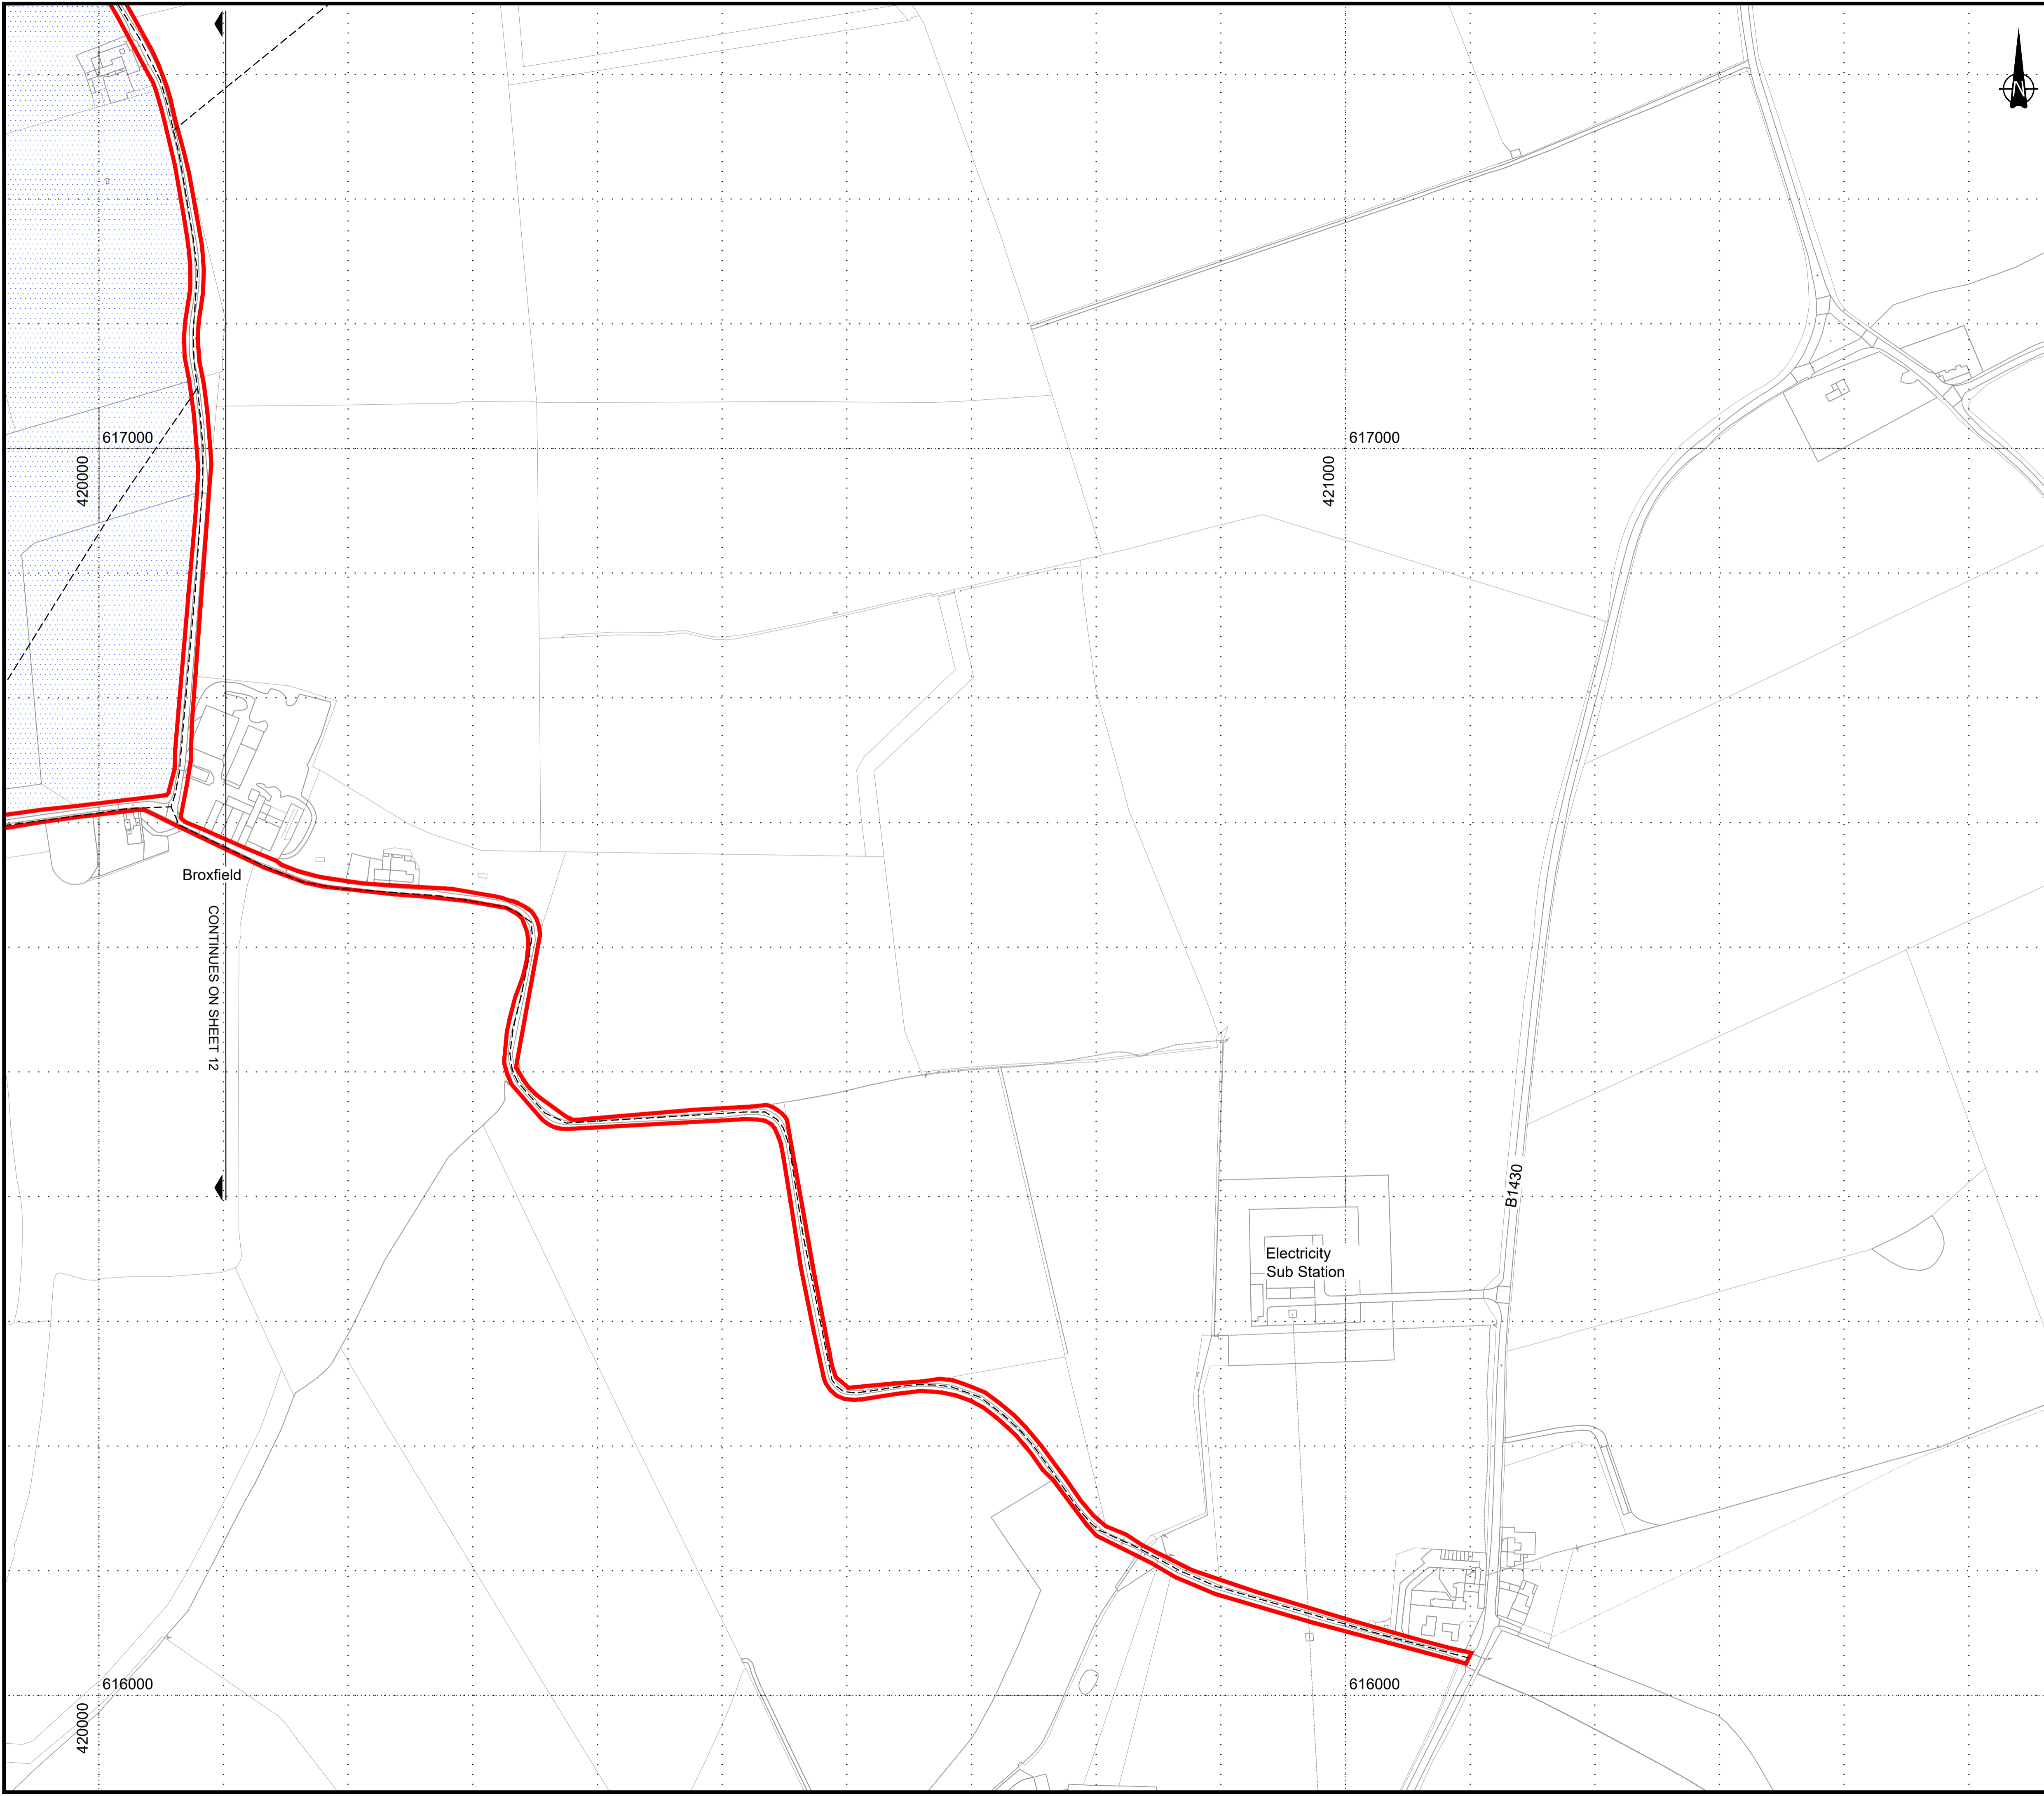 N
617000
617000
420000
421000
Broxfield
CONTINUES ON SHEET 12
B1430
Electricity
Sub Station
616000
616000
420000